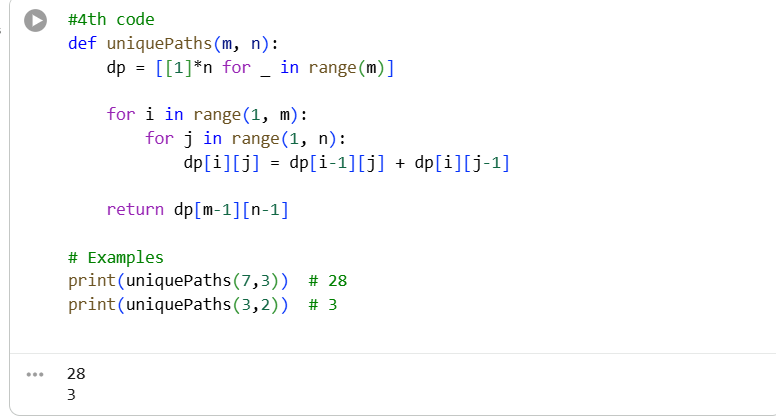 #4th code
def uniquePaths(m, n):
    dp = [[1]*n for _ in range(m)]
    for i in range(1, m):
        for j in range(1, n):
            dp[i][j] = dp[i-1][j] + dp[i][j-1]
    return dp[m-1][n-1]
# Examples
print(uniquePaths(7,3))  # 28
print(uniquePaths(3,2))  # 3
28
3